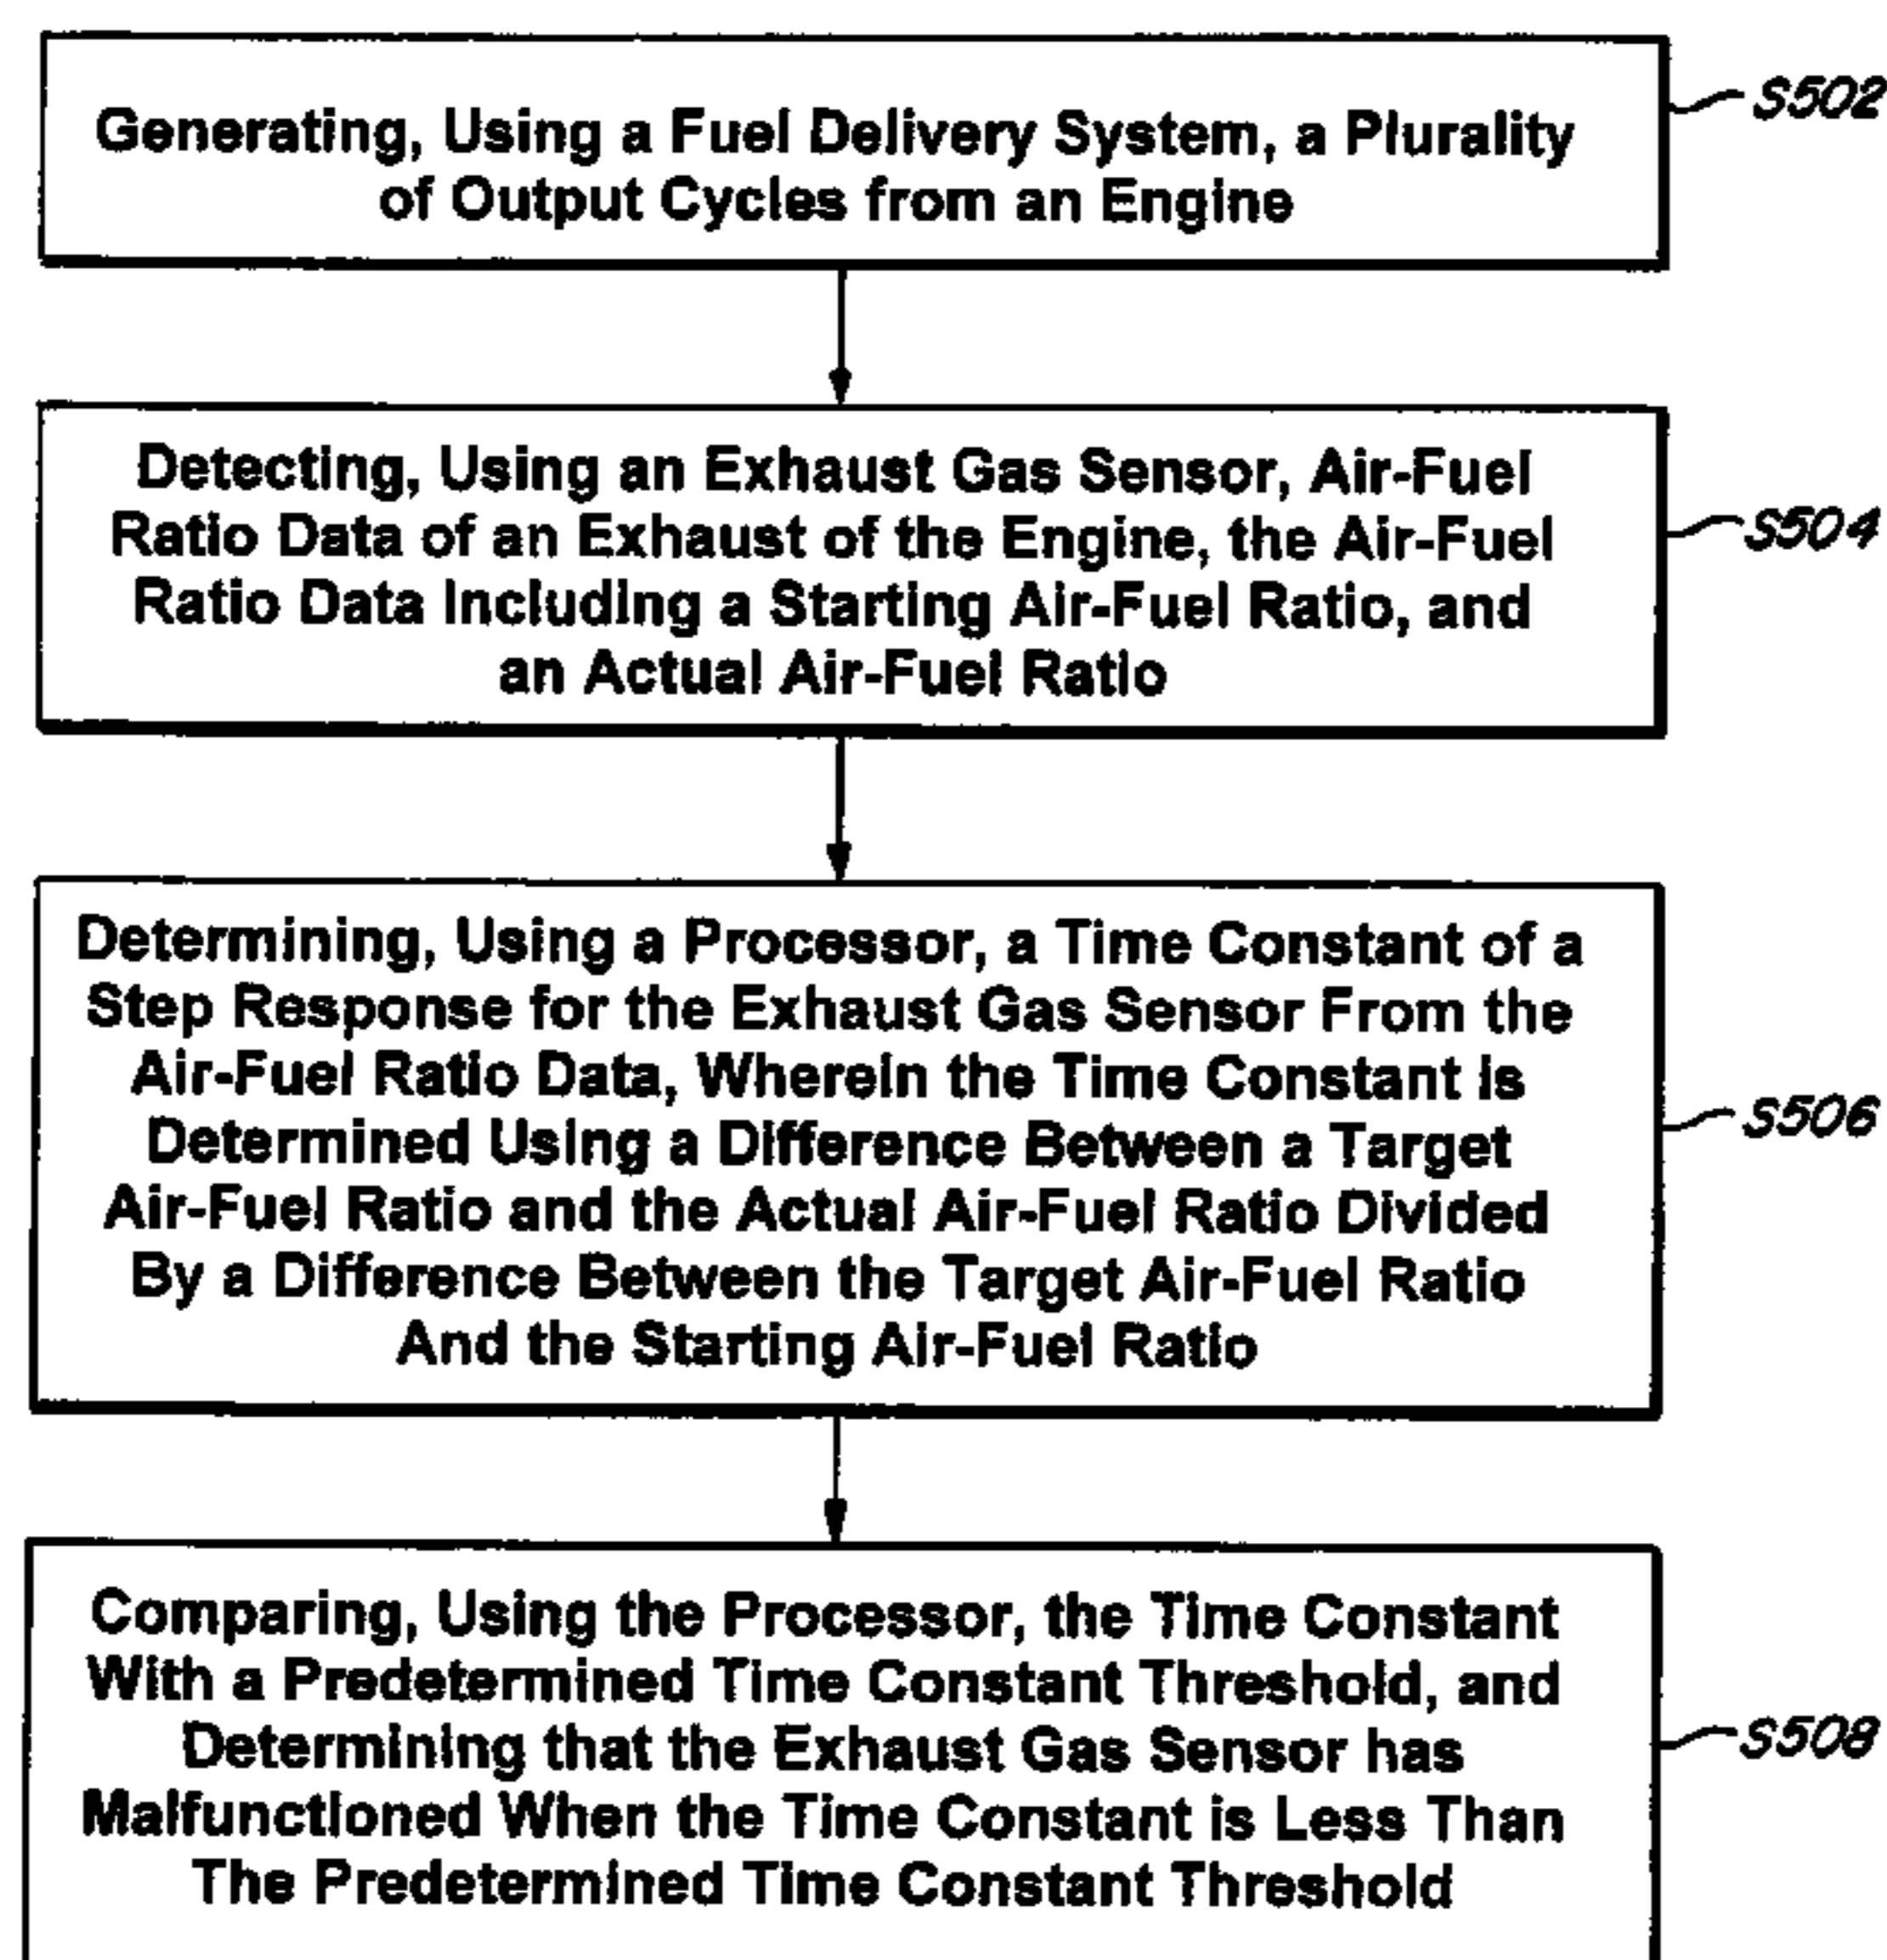 Generating, Using a Fuel Delivery System, a Plurality
of Output Cycles from an Engine
S502
Detecting, Using an Exhaust Gas Sensor, Air-Fuel
Ratio Data of an Exhaust of the Engine, the Air-Fuel
Ratio Data Including a Starting Air-Fuel Ratio, and
an Actual Air-Fuel Ratio
S504
Determining, Using a Processor, a Time Constant of a
Step Response for the Exhaust Gas Sensor From the
Air-Fuel Ratio Data, Wherein the Time Constant is
Determined Using a Difference Between a Target
Air-Fuel Ratio and the Actual Air-Fuel Ratio Divided
By a Difference Between the Target Air-Fuel Ratio
And the Starting Air-Fuel Ratio
S506
Comparing, Using the Processor, the Time Constant
With a Predetermined Time Constant Threshold, and
Determining that the Exhaust Gas Sensor has
Malfunctioned When the Time Constant is Less Than
The Predetermined Time Constant Threshold
S508